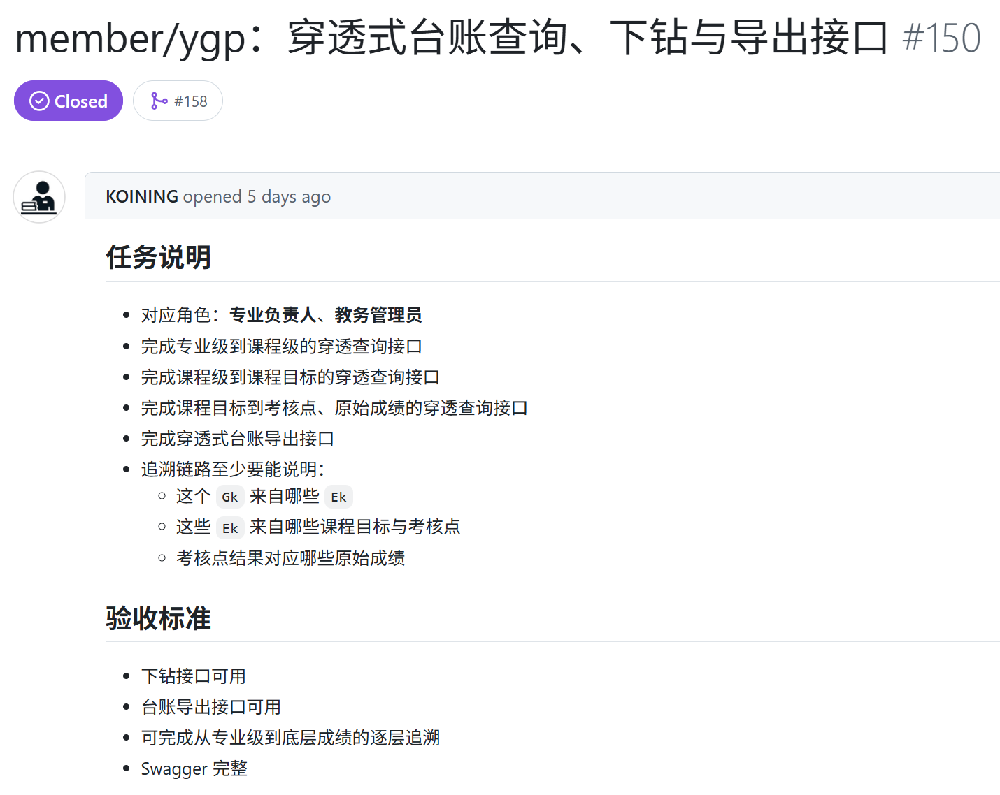 member/ygp：穿透式台账查询、下钻与导出接口 #150
Closed
#158
KOINING opened 5 days ago
任务说明
对应角色：专业负责人、教务管理员
完成专业级到课程级的穿透查询接口
完成课程级到课程目标的穿透查询接口
完成课程目标到考核点、原始成绩的穿透查询接口
完成穿透式台账导出接口
追溯链路至少要能说明：
这个 Gk 来自哪些 Ek
这些 Ek 来自哪些课程目标与考核点
考核点结果对应哪些原始成绩
验收标准
下钻接口可用
台账导出接口可用
可完成从专业级到底层成绩的逐层追溯
Swagger 完整